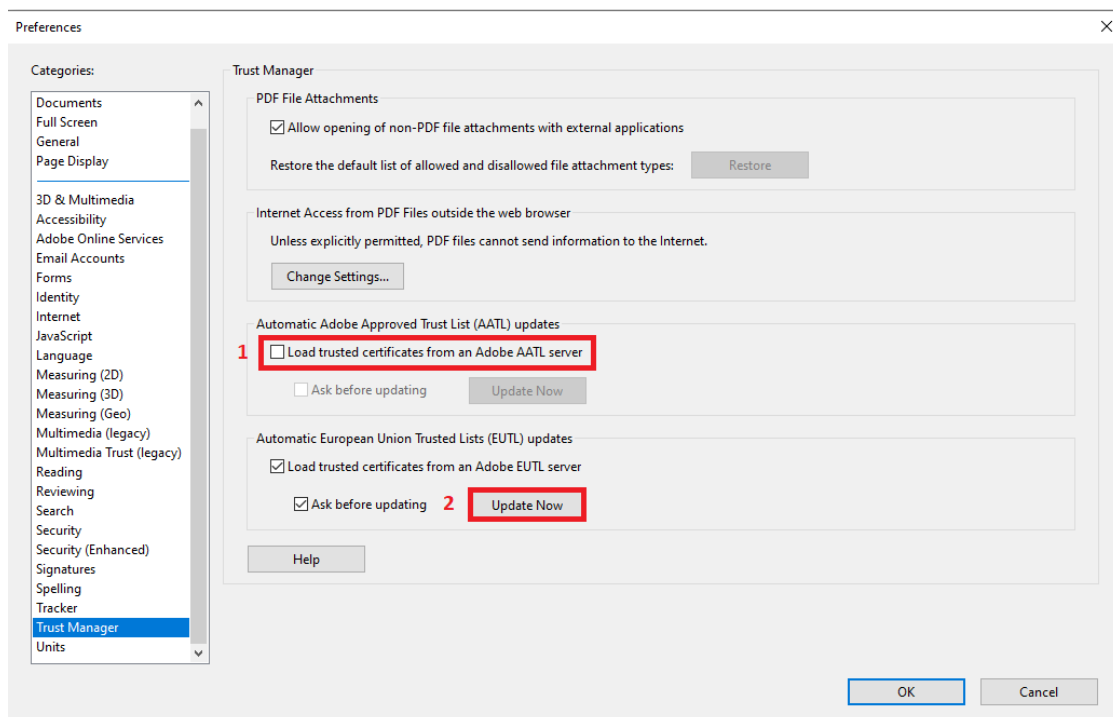 Preferences
Categories:
Documents
Full Screen
General
Page Display
3D & Multimedia
Accessibility
Adobe Online Services
Email Accounts
Forms
Identity
Internet
JavaScript
Language
Measuring (2D)
Measuring (3D)
Measuring (Geo)
Multimedia (legacy)
Multimedia Trust (legacy)
Reading
Reviewing
Search
Security
Security (Enhanced)
Signatures
Spelling
Tracker
Trust Manager
Units
Trust Manager
PDF File Attachments
Allow opening of non-PDF file attachments with external applications
Restore the default list of allowed and disallowed file attachment types: Restore
Internet Access from PDF Files outside the web browser
Unless explicitly permitted, PDF files cannot send information to the Internet.
Change Settings...
Automatic Adobe Approved Trust List (AATL) updates
1 Load trusted certificates from an Adobe AATL server
Ask before updating Update Now
Automatic European Union Trusted Lists (EUTL) updates
Load trusted certificates from an Adobe EUTL server
Ask before updating 2 Update Now
Help
OK Cancel